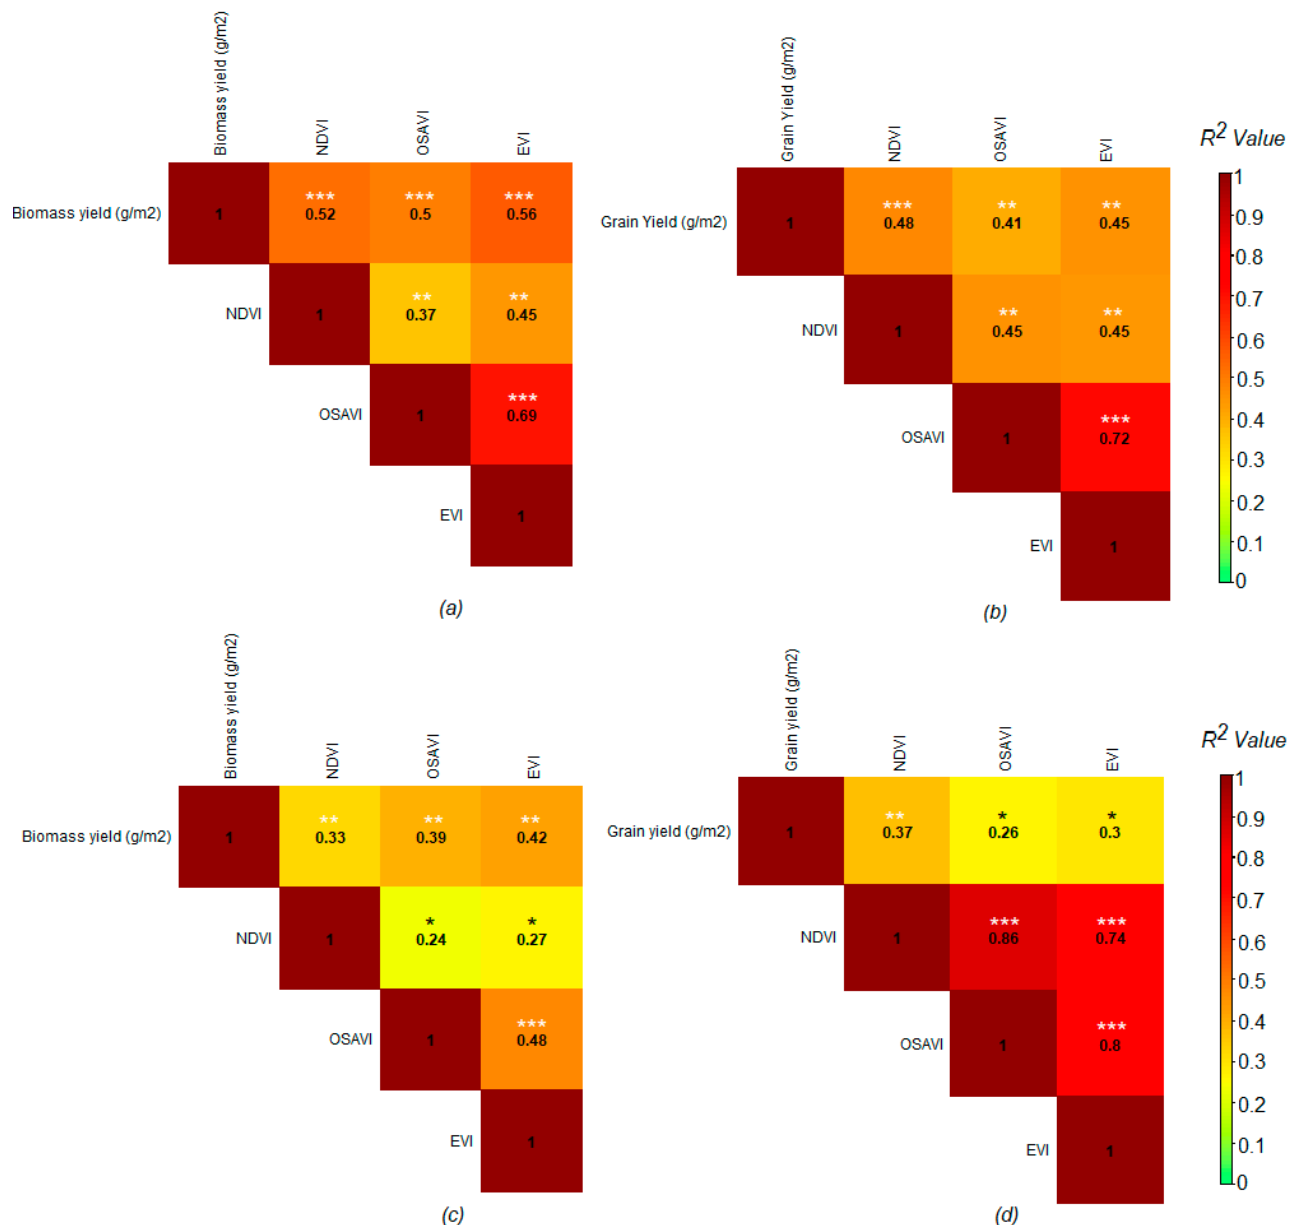 Biomass yield (g/m2)
NDVI
OSAVI
EVI
Biomass yield (g/m2)
1
***
0.52
***
0.5
***
0.56
NDVI
1
**
0.37
**
0.45
OSAVI
1
***
0.69
EVI
1
(a)
Grain Yield (g/m2)
NDVI
OSAVI
EVI
Grain Yield (g/m2)
1
***
0.48
**
0.41
**
0.45
NDVI
1
**
0.45
**
0.45
OSAVI
1
***
0.72
EVI
1
(b)
R2 Value
1
0.9
0.8
0.7
0.6
0.5
0.4
0.3
0.2
0.1
0
Biomass yield (g/m2)
NDVI
OSAVI
EVI
Biomass yield (g/m2)
1
**
0.33
**
0.39
**
0.42
NDVI
1
*
0.24
*
0.27
OSAVI
1
***
0.48
EVI
1
(c)
Grain yield (g/m2)
NDVI
OSAVI
EVI
Grain yield (g/m2)
1
**
0.37
*
0.26
*
0.3
NDVI
1
***
0.86
***
0.74
OSAVI
1
***
0.8
EVI
1
(d)
R2 Value
1
0.9
0.8
0.7
0.6
0.5
0.4
0.3
0.2
0.1
0